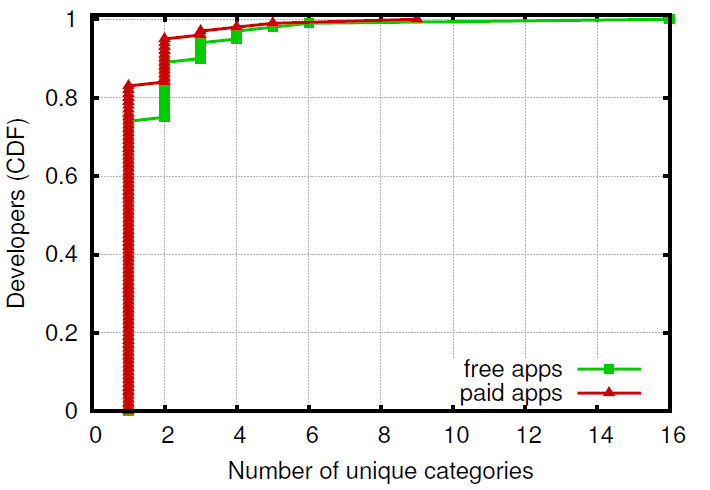 1
0.8
0.6
0.4
0.2
0
Developers (CDF)
free apps
paid apps
0 2 4 6 8 10 12 14 16
Number of unique categories